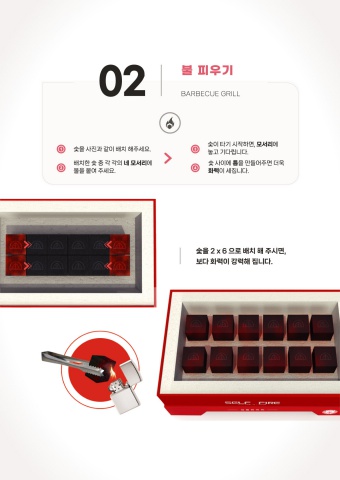 02
불 피우기
BARBECUE GRILL
숯을 사진과 같이 배치 해주세요.
배치한 숯 중 각 각의 네 모서리에
불을 붙여 주세요.
숯이 타기 시작하면, 모서리에
놓고 기다립니다.
숯 사이에 틈을 만들어주면 더욱
화력이 세집니다.
숯을 2 x 6 으로 배치 해 주시면,
보다 화력이 강력해 집니다.
SELF FIRE